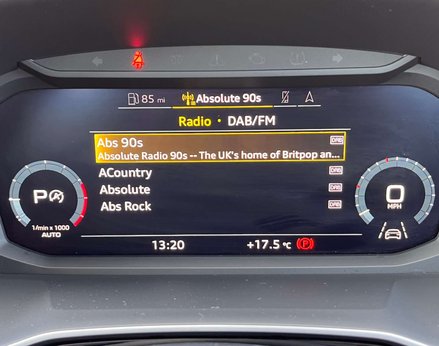 85 mi Absolute 90s
Radio • DAB/FM
Abs 90s DAB
Absolute Radio 90s -- The UK's home of Britpop an...
ACountry DAB
Absolute DAB
Abs Rock DAB
P
1/min x 1000
AUTO
0
MPH
13:20 +17.5 °C (P)